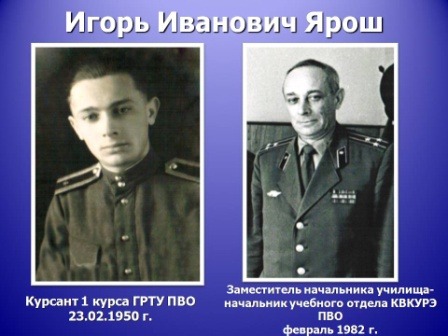 Игорь Иванович Ярош
Курсант 1 курса ГРТУ ПВО
23.02.1950 г.
Заместитель начальника училища-
начальник учебного отдела КВКУРЭ
ПВО
февраль 1982 г.